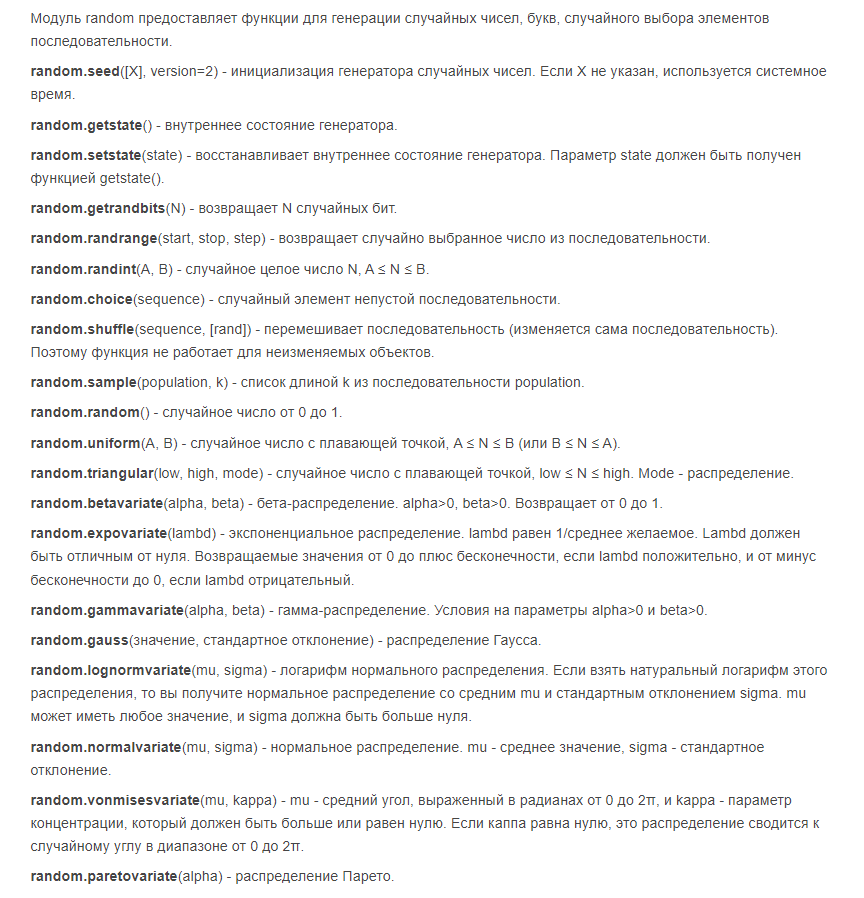 Модуль random предоставляет функции для генерации случайных чисел, букв, случайного выбора элементов
последовательности.
random.seed([X], version=2) - инициализация генератора случайных чисел. Если X не указан, используется системное
время.
random.getstate() - внутреннее состояние генератора.
random.setstate(state) - восстанавливает внутреннее состояние генератора. Параметр state должен быть получен
функцией getstate().
random.getrandbits(N) - возвращает N случайных бит.
random.randrange(start, stop, step) - возвращает случайно выбранное число из последовательности.
random.randint(A, B) - случайное целое число N, A ≤ N ≤ B.
random.choice(sequence) - случайный элемент непустой последовательности.
random.shuffle(sequence, [rand]) - перемешивает последовательность (изменяется сама последовательность).
Поэтому функция не работает для неизменяемых объектов.
random.sample(population, k) - список длиной k из последовательности population.
random.random() - случайное число от 0 до 1.
random.uniform(A, B) - случайное число с плавающей точкой, A ≤ N ≤ B (или B ≤ N ≤ A).
random.triangular(low, high, mode) - случайное число с плавающей точкой, low ≤ N ≤ high. Mode - распределение.
random.betavariate(alpha, beta) - бета-распределение. alpha>0, beta>0. Возвращает от 0 до 1.
random.expovariate(lambd) - экспоненциальное распределение. lambd равен 1/среднее желаемое. Lambd должен
быть отличным от нуля. Возвращаемые значения от 0 до плюс бесконечности, если lambd положительно, и от минус
бесконечности до 0, если lambd отрицательный.
random.gammavariate(alpha, beta) - гамма-распределение. Условия на параметры alpha>0 и beta>0.
random.gauss(значение, стандартное отклонение) - распределение Гаусса.
random.lognormvariate(mu, sigma) - логарифм нормального распределения. Если взять натуральный логарифм этого
распределения, то вы получите нормальное распределение со средним mu и стандартным отклонением sigma. mu
может иметь любое значение, и sigma должна быть больше нуля.
random.normalvariate(mu, sigma) - нормальное распределение. mu - среднее значение, sigma - стандартное
отклонение.
random.vonmisesvariate(mu, kappa) - mu - средний угол, выраженный в радианах от 0 до 2π, и kappa - параметр
концентрации, который должен быть больше или равен нулю. Если каппа равна нулю, это распределение сводится к
случайному углу в диапазоне от 0 до 2π.
random.paretovariate(alpha) - распределение Парето.